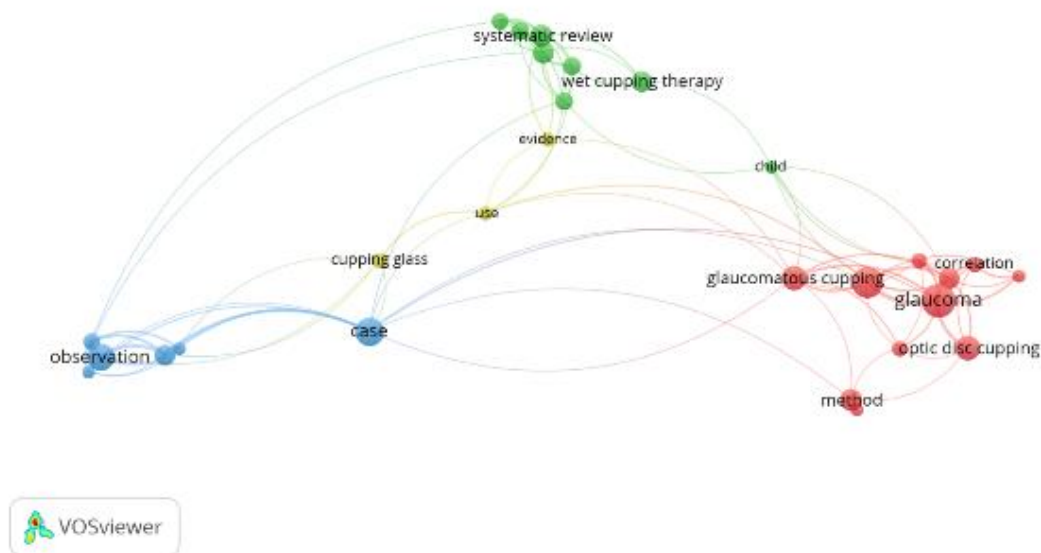 systematic review
wet cupping therapy
evidence
child
use
cupping glass
correlation
glaucomatous cupping
glaucoma
case
observation
optic disc cupping
method
VOSviewer